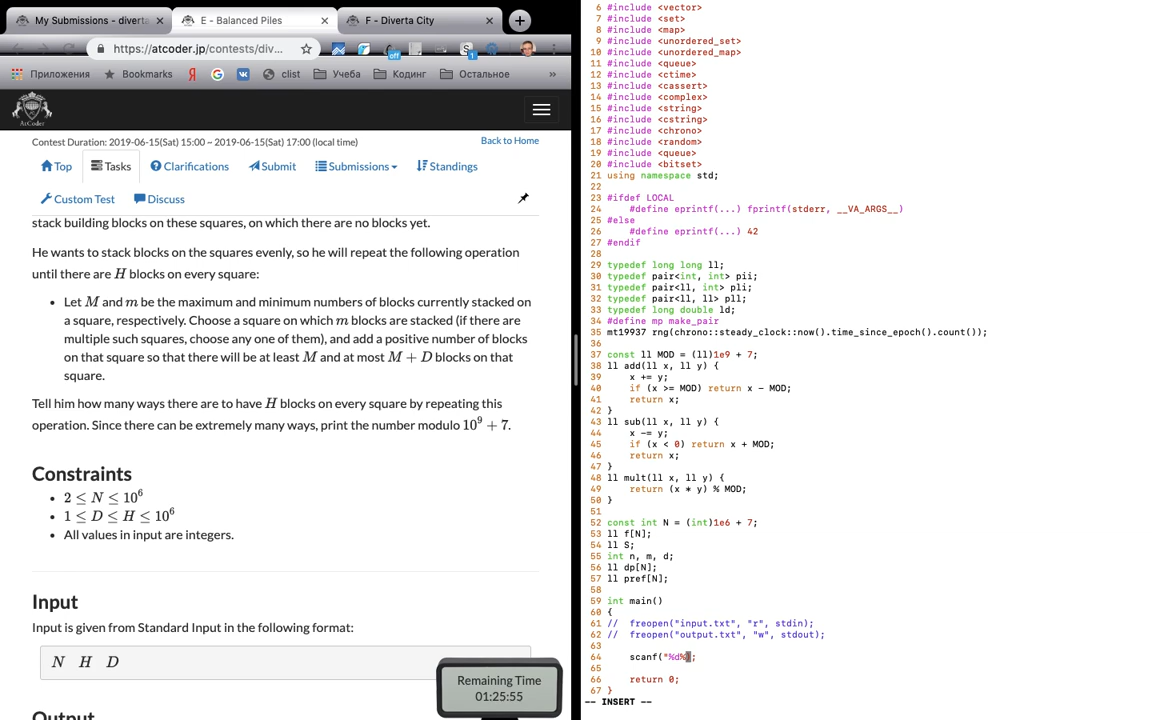 My Submissions - diverta
E - Balanced Piles
F - Diverta City
https://atcoder.jp/contests/div...
off
1
Приложения
Bookmarks
clist
Учеба
Кодинг
Остальное
»
AtCoder
Contest Duration: 2019-06-15(Sat) 15:00 ~ 2019-06-15(Sat) 17:00 (local time)
Back to Home
Top
Tasks
Clarifications
Submit
Submissions
Standings
Custom Test
Discuss
stack building blocks on these squares, on which there are no blocks yet.
He wants to stack blocks on the squares evenly, so he will repeat the following operation
until there are H blocks on every square:
• Let M and m be the maximum and minimum numbers of blocks currently stacked on
a square, respectively. Choose a square on which m blocks are stacked (if there are
multiple such squares, choose any one of them), and add a positive number of blocks
on that square so that there will be at least M and at most M + D blocks on that
square.
Tell him how many ways there are to have H blocks on every square by repeating this
operation. Since there can be extremely many ways, print the number modulo 10⁹ + 7.
Constraints
• 2 ≤ N ≤ 10⁶
• 1 ≤ D ≤ H ≤ 10⁶
• All values in input are integers.
Input
Input is given from Standard Input in the following format:
N H D
Output
Remaining Time
01:25:55
6 #include <vector>
7 #include <set>
8 #include <map>
9 #include <unordered_set>
10 #include <unordered_map>
11 #include <queue>
12 #include <ctime>
13 #include <cassert>
14 #include <complex>
15 #include <string>
16 #include <cstring>
17 #include <chrono>
18 #include <random>
19 #include <queue>
20 #include <bitset>
21 using namespace std;
22
23 #ifdef LOCAL
24 #define eprintf(...) fprintf(stderr, __VA_ARGS__)
25 #else
26 #define eprintf(...) 42
27 #endif
28
29 typedef long long ll;
30 typedef pair<int, int> pii;
31 typedef pair<ll, int> pli;
32 typedef pair<ll, ll> pll;
33 typedef long double ld;
34 #define mp make_pair
35 mt19937 rng(chrono::steady_clock::now().time_since_epoch().count());
36
37 const ll MOD = (ll)1e9 + 7;
38 ll add(ll x, ll y) {
39 x += y;
40 if (x >= MOD) return x - MOD;
41 return x;
42 }
43 ll sub(ll x, ll y) {
44 x -= y;
45 if (x < 0) return x + MOD;
46 return x;
47 }
48 ll mult(ll x, ll y) {
49 return (x * y) % MOD;
50 }
51
52 const int N = (int)1e6 + 7;
53 ll f[N];
54 ll S;
55 int n, m, d;
56 ll dp[N];
57 ll pref[N];
58
59 int main()
60 {
61 // freopen("input.txt", "r", stdin);
62 // freopen("output.txt", "w", stdout);
63
64 scanf("%d%);
65
66 return 0;
67 }
-- INSERT --